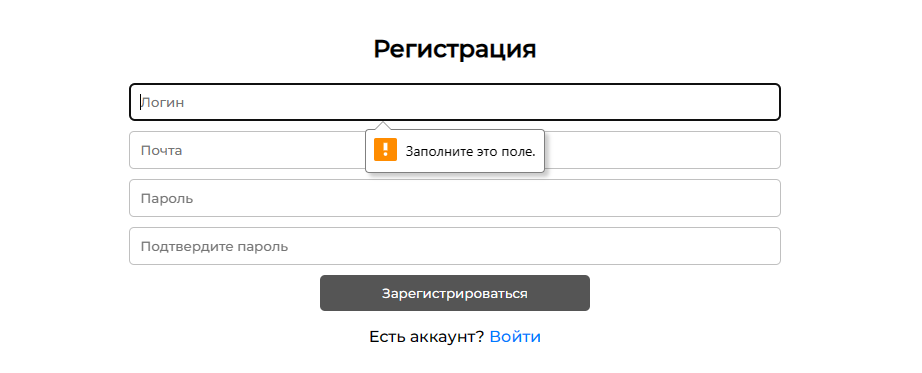 Регистрация
Логин
Заполните это поле.
Почта
Пароль
Подтвердите пароль
Зарегистрироваться
Есть аккаунт? Войти